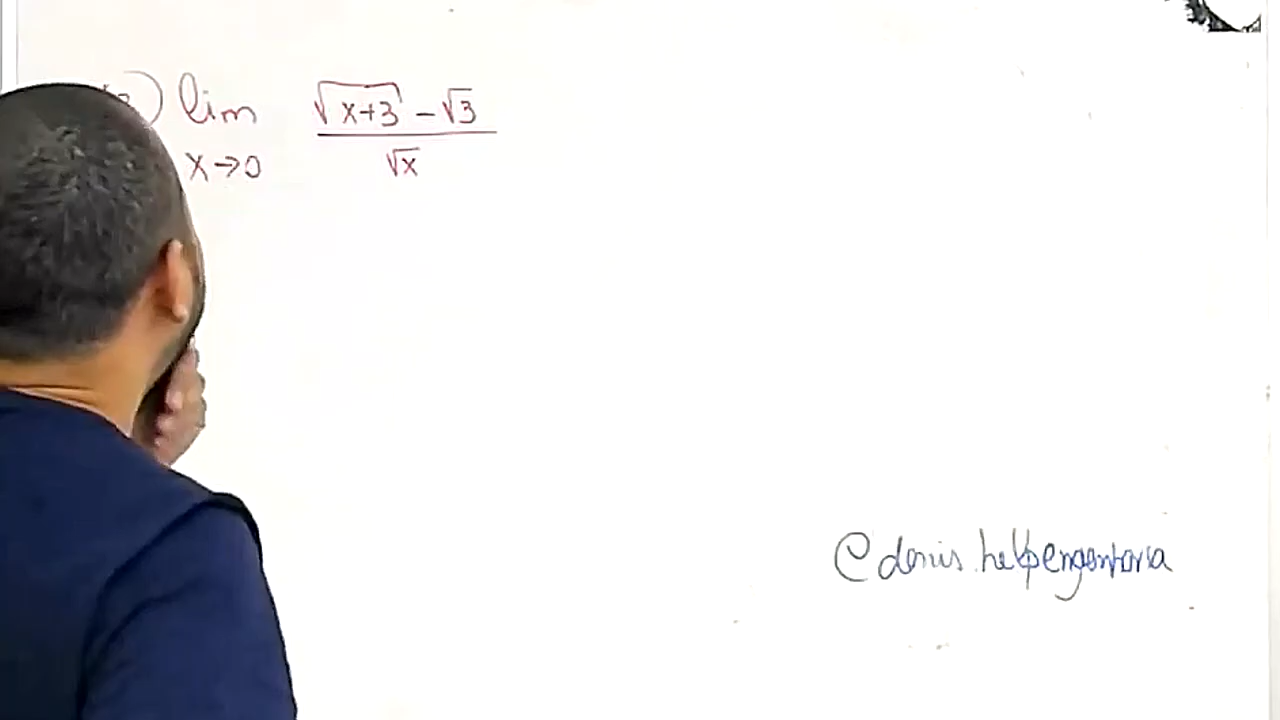 ) lim √(x+3) - √3
x→0 √x
@denis.helpengenharia